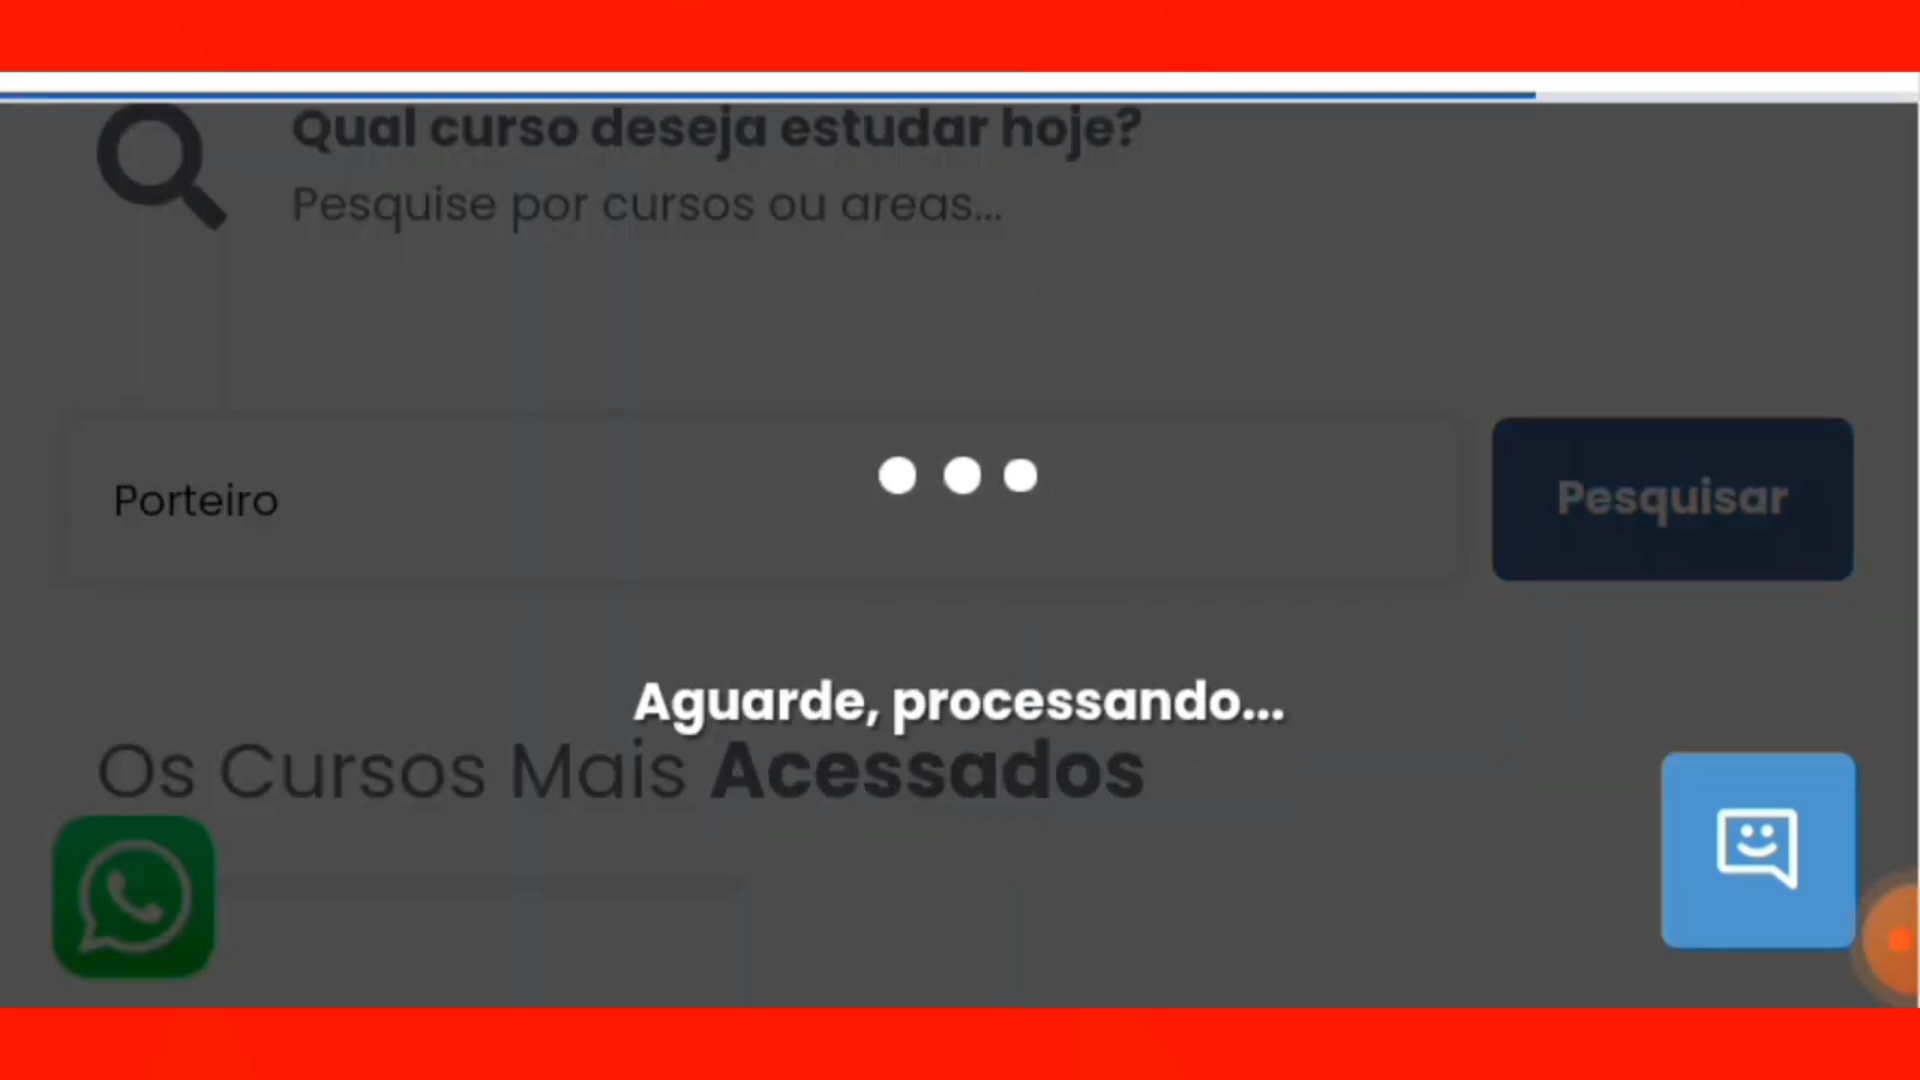 Qual curso deseja estudar hoje?
Pesquise por cursos ou areas...
Porteiro
Pesquisar
Aguarde, processando...
Os Cursos Mais Acessados